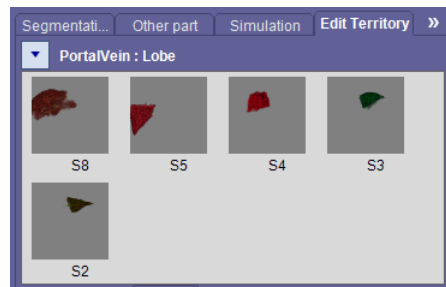 Segmentati... Other part Simulation Edit Territory »
PortalVein : Lobe
S8 S5 S4 S3
S2